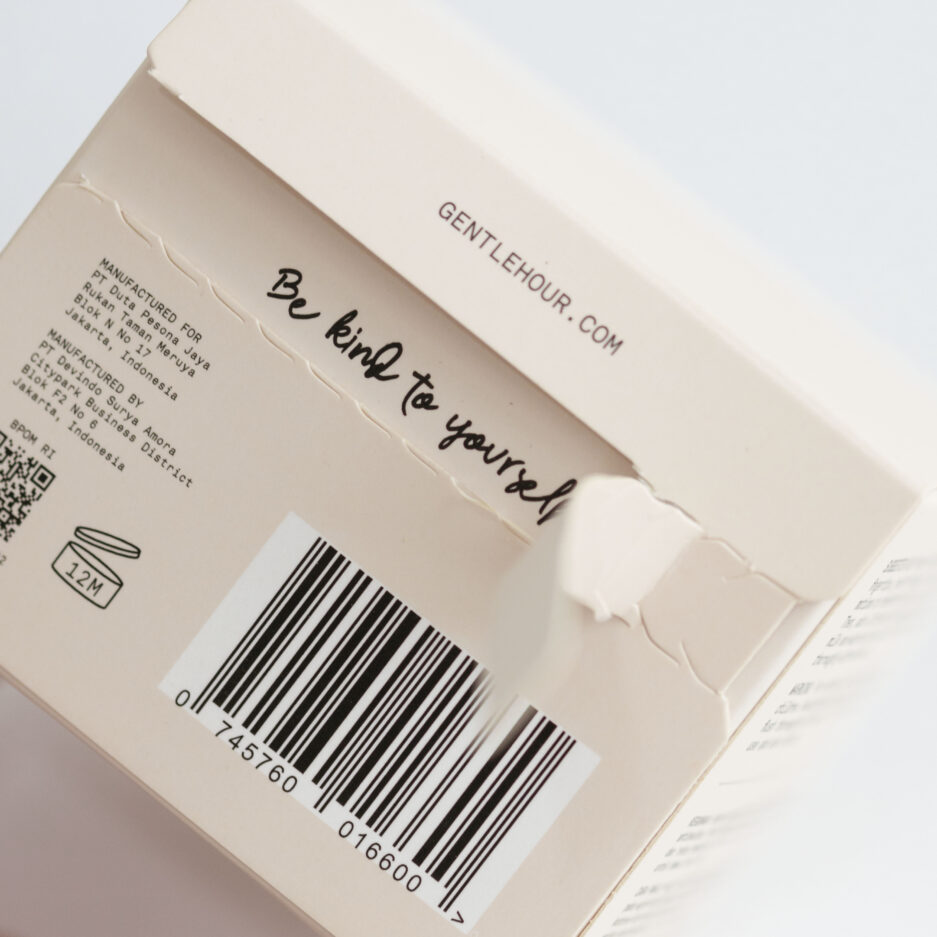 GENTLEHOUR.COM
Be kind to yourself
MANUFACTURED FOR
PT Duta Pesona Jaya
Rukan Taman Meruya
Blok N No 17
Jakarta, Indonesia
MANUFACTURED BY
PT Devindo Surya Amora
Citypark Business District
Blok F2 No 6
Jakarta, Indonesia
BPOM RI
12M
0 745760 016600 >